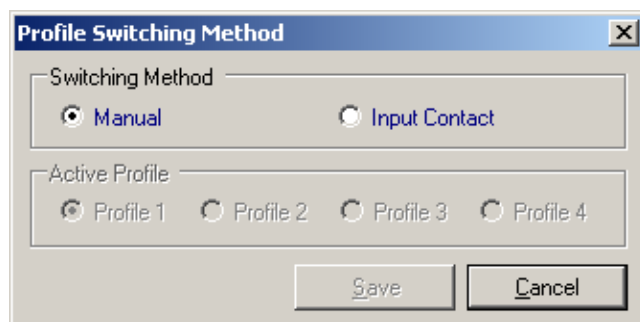 Profile Switching Method
Switching Method
Manual Input Contact
Active Profile
Profile 1 Profile 2 Profile 3 Profile 4
Save Cancel